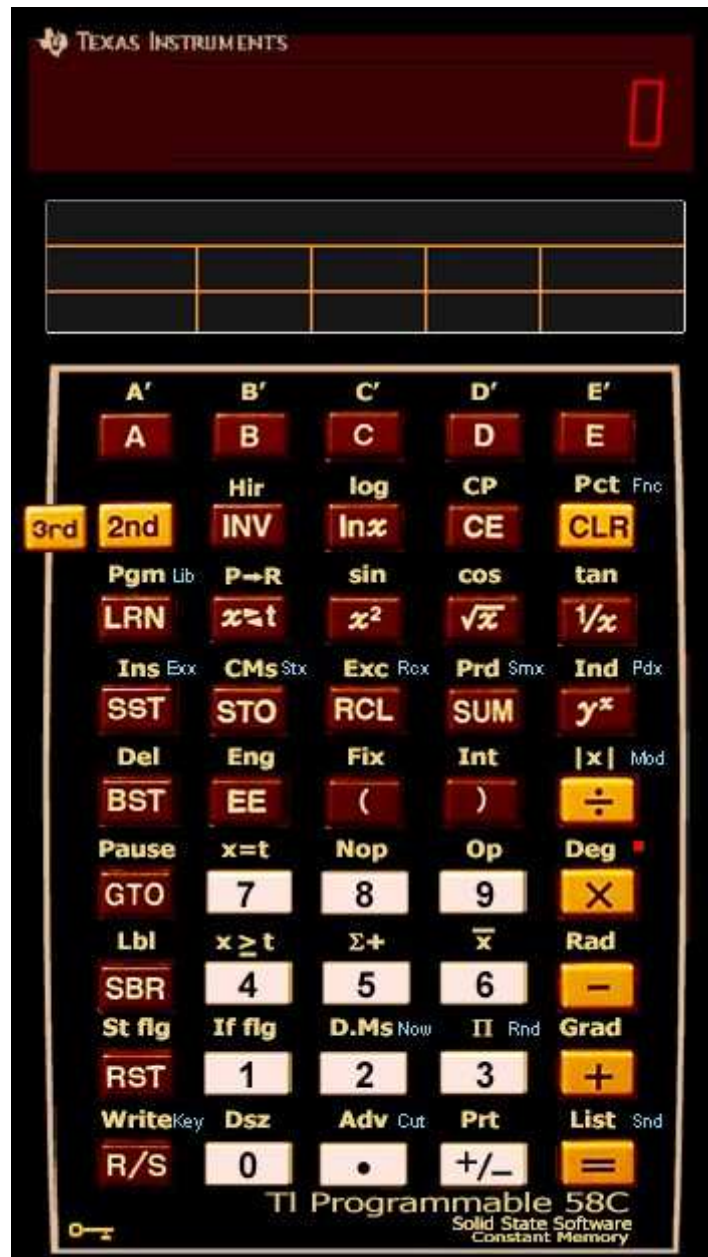 TEXAS INSTRUMENTS
0
A′ B′ C′ D′ E′
A B C D E
Hir log CP Pct Fnc
3rd 2nd INV lnx CE CLR
Pgm Lib P→R sin cos tan
LRN x⇄t x² √x 1/x
Ins Exx CMs Stx Exc Rcx Prd Smx Ind Pdx
SST STO RCL SUM yˣ
Del Eng Fix Int |x| Mod
BST EE ( ) ÷
Pause x=t Nop Op Deg
GTO 7 8 9 ×
Lbl x≥t Σ+ x̅ Rad
SBR 4 5 6 −
St flg If flg D.Ms Now Π Rnd Grad
RST 1 2 3 +
Write Key Dsz Adv Cut Prt List Snd
R/S 0 • +/− =
TI Programmable 58C
Solid State Software
Constant Memory